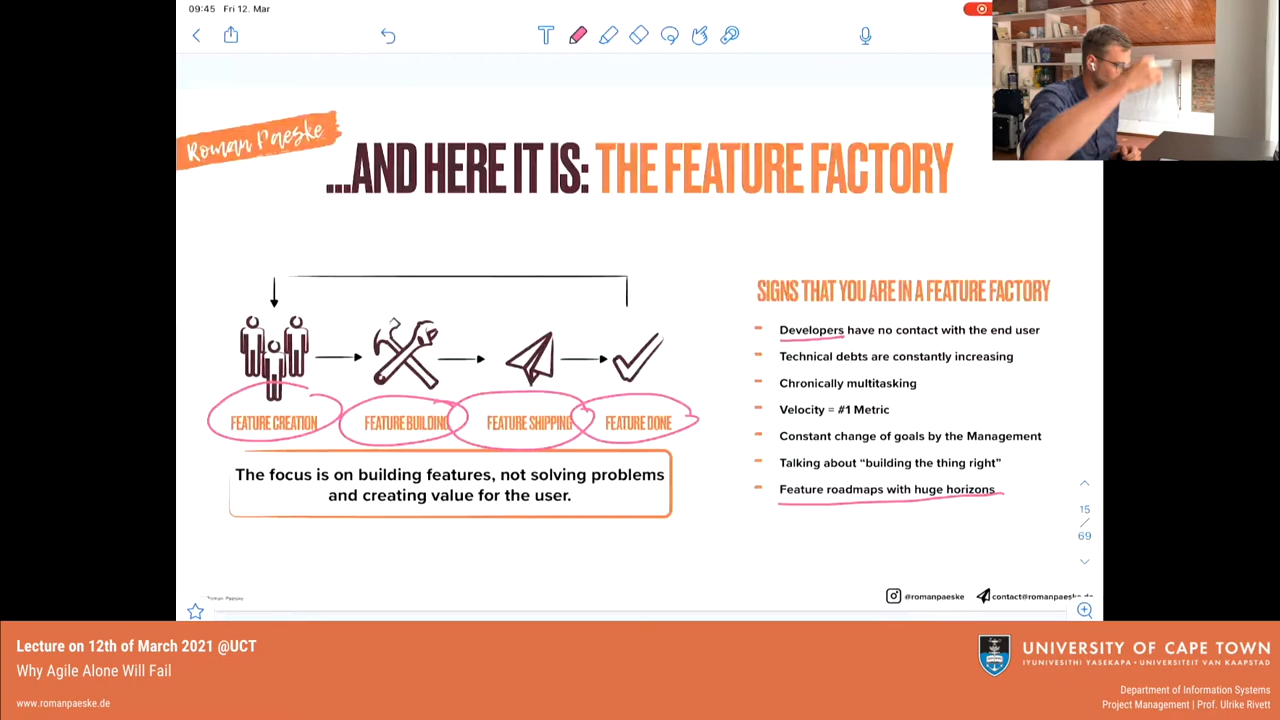 09:45 Fri 12. Mar
Roman Paeske
...AND HERE IT IS: THE FEATURE FACTORY
FEATURE CREATION
FEATURE BUILDING
FEATURE SHIPPING
FEATURE DONE
The focus is on building features, not solving problems
and creating value for the user.
SIGNS THAT YOU ARE IN A FEATURE FACTORY
- Developers have no contact with the end user
- Technical debts are constantly increasing
- Chronically multitasking
- Velocity = #1 Metric
- Constant change of goals by the Management
- Talking about “building the thing right”
- Feature roadmaps with huge horizons
15
/
69
Roman Paeske
@romanpaeske
contact@romanpaeske.de
Lecture on 12th of March 2021 @UCT
Why Agile Alone Will Fail
www.romanpaeske.de
UNIVERSITY OF CAPE TOWN
IYUNIVESITHI YASEKAPA • UNIVERSITEIT VAN KAAPSTAD
Department of Information Systems
Project Management | Prof. Ulrike Rivett